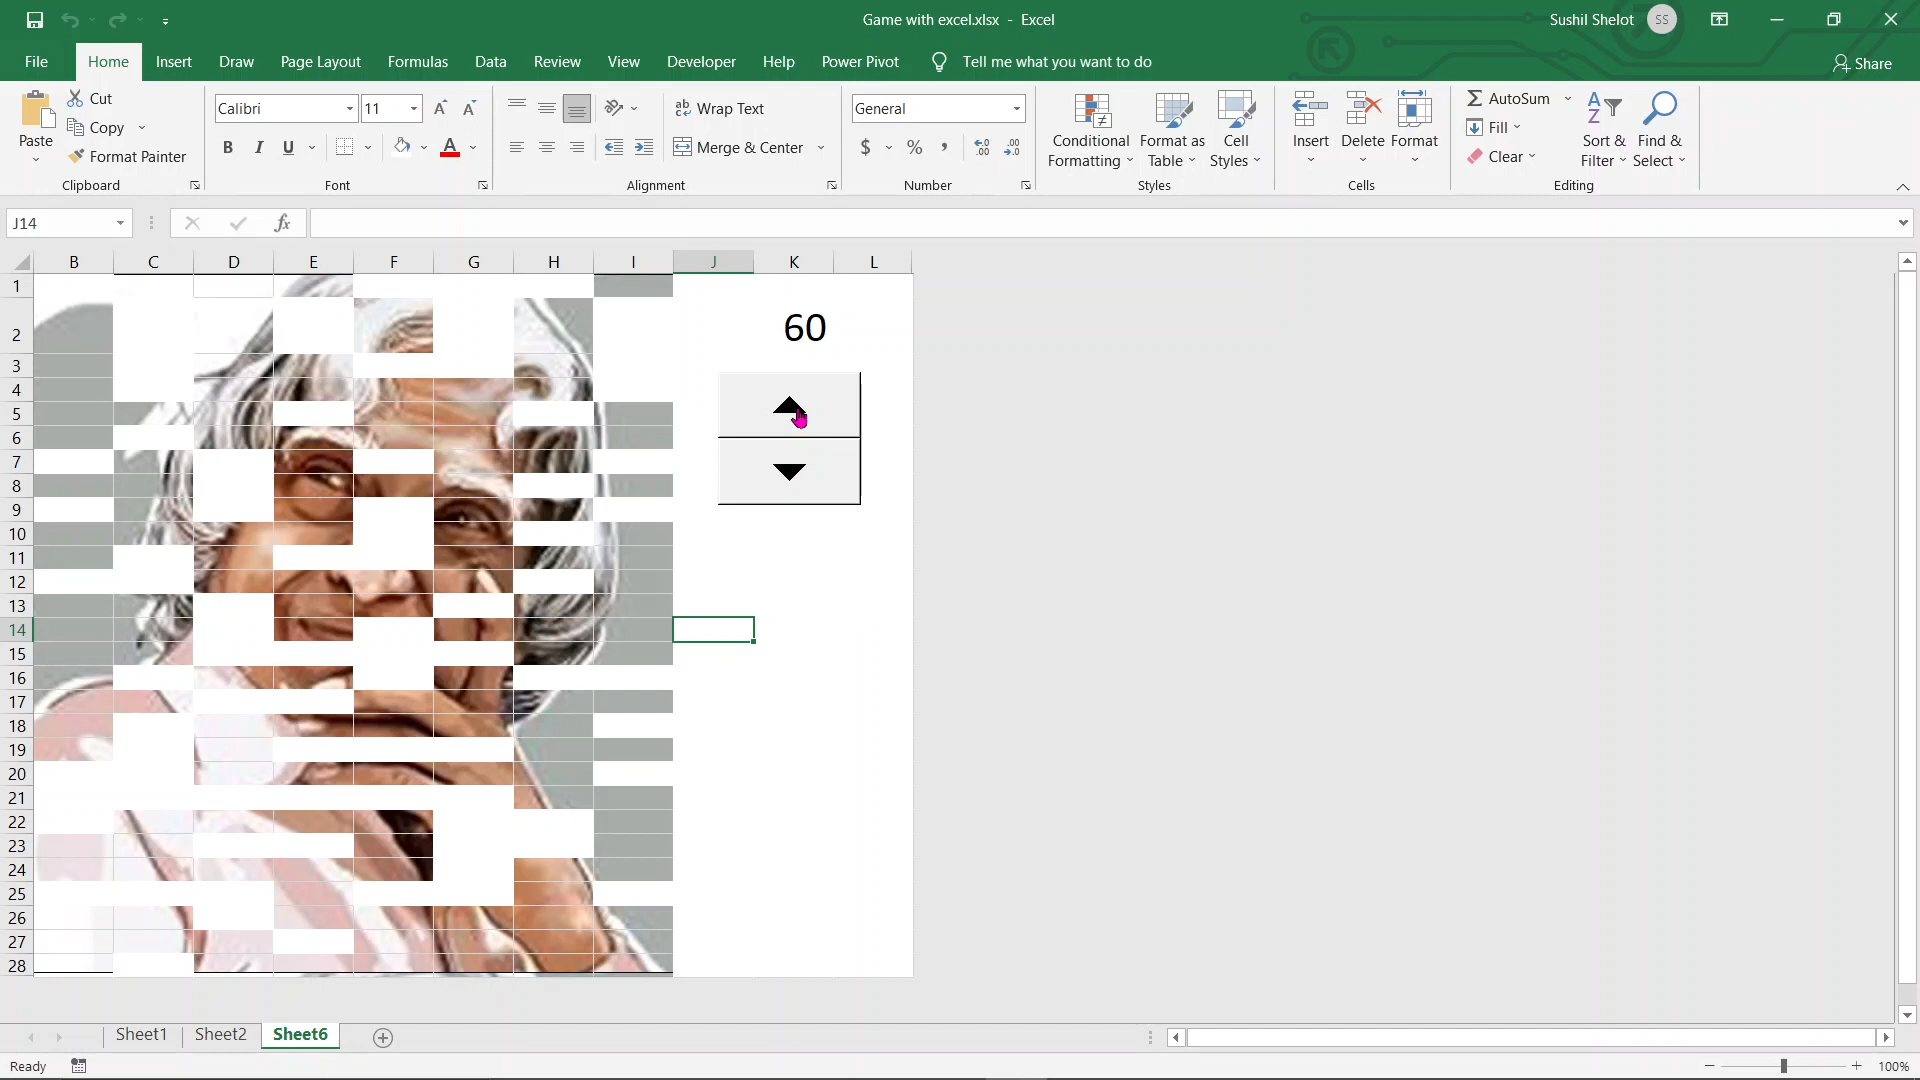 Game with excel.xlsx - Excel
Sushil Shelot SS
File Home Insert Draw Page Layout Formulas Data Review View Developer Help Power Pivot Tell me what you want to do Share
Paste
Cut
Copy
Format Painter
Clipboard
Calibri 11
B I U A
Font
Wrap Text
Merge & Center
Alignment
General
$ % ,
Number
Conditional Formatting
Format as Table
Cell Styles
Styles
Insert Delete Format
Cells
AutoSum
Fill
Clear
Sort & Filter
Find & Select
Editing
J14 fx
B C D E F G H I J K L
1
2 60
3
4
5
6
7
8
9
10
11
12
13
14
15
16
17
18
19
20
21
22
23
24
25
26
27
28
Sheet1 Sheet2 Sheet6
Ready 100%